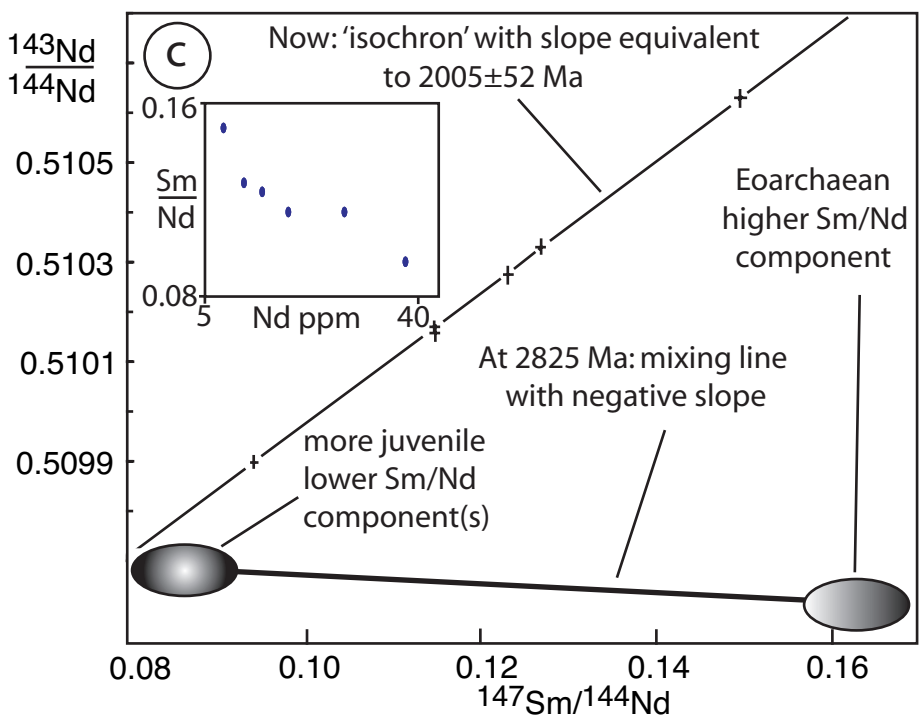 143Nd
144Nd
C
Now: 'isochron' with slope equivalent
to 2005±52 Ma
0.16
Sm
Nd
0.08
5
Nd ppm
40
0.5105
0.5103
0.5101
0.5099
Eoarchaean
higher Sm/Nd
component
At 2825 Ma: mixing line
with negative slope
more juvenile
lower Sm/Nd
component(s)
0.08
0.10
0.12
0.14
0.16
147Sm/144Nd